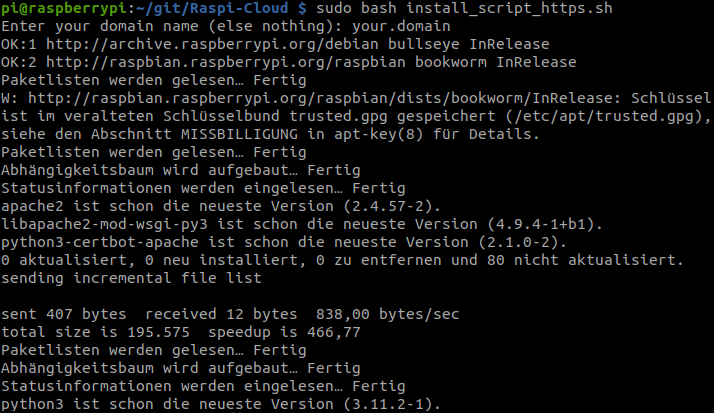 pi@raspberrypi:~/git/Raspi-Cloud $ sudo bash install_script_https.sh
Enter your domain name (else nothing): your.domain
OK:1 http://archive.raspberrypi.org/debian bullseye InRelease
OK:2 http://raspbian.raspberrypi.org/raspbian bookworm InRelease
Paketlisten werden gelesen… Fertig
W: http://raspbian.raspberrypi.org/raspbian/dists/bookworm/InRelease: Schlüssel
ist im veralteten Schlüsselbund trusted.gpg gespeichert (/etc/apt/trusted.gpg),
siehe den Abschnitt MISSBILLIGUNG in apt-key(8) für Details.
Paketlisten werden gelesen… Fertig
Abhängigkeitsbaum wird aufgebaut… Fertig
Statusinformationen werden eingelesen… Fertig
apache2 ist schon die neueste Version (2.4.57-2).
libapache2-mod-wsgi-py3 ist schon die neueste Version (4.9.4-1+b1).
python3-certbot-apache ist schon die neueste Version (2.1.0-2).
0 aktualisiert, 0 neu installiert, 0 zu entfernen und 80 nicht aktualisiert.
sending incremental file list
sent 407 bytes  received 12 bytes  838,00 bytes/sec
total size is 195.575  speedup is 466,77
Paketlisten werden gelesen… Fertig
Abhängigkeitsbaum wird aufgebaut… Fertig
Statusinformationen werden eingelesen… Fertig
python3 ist schon die neueste Version (3.11.2-1).